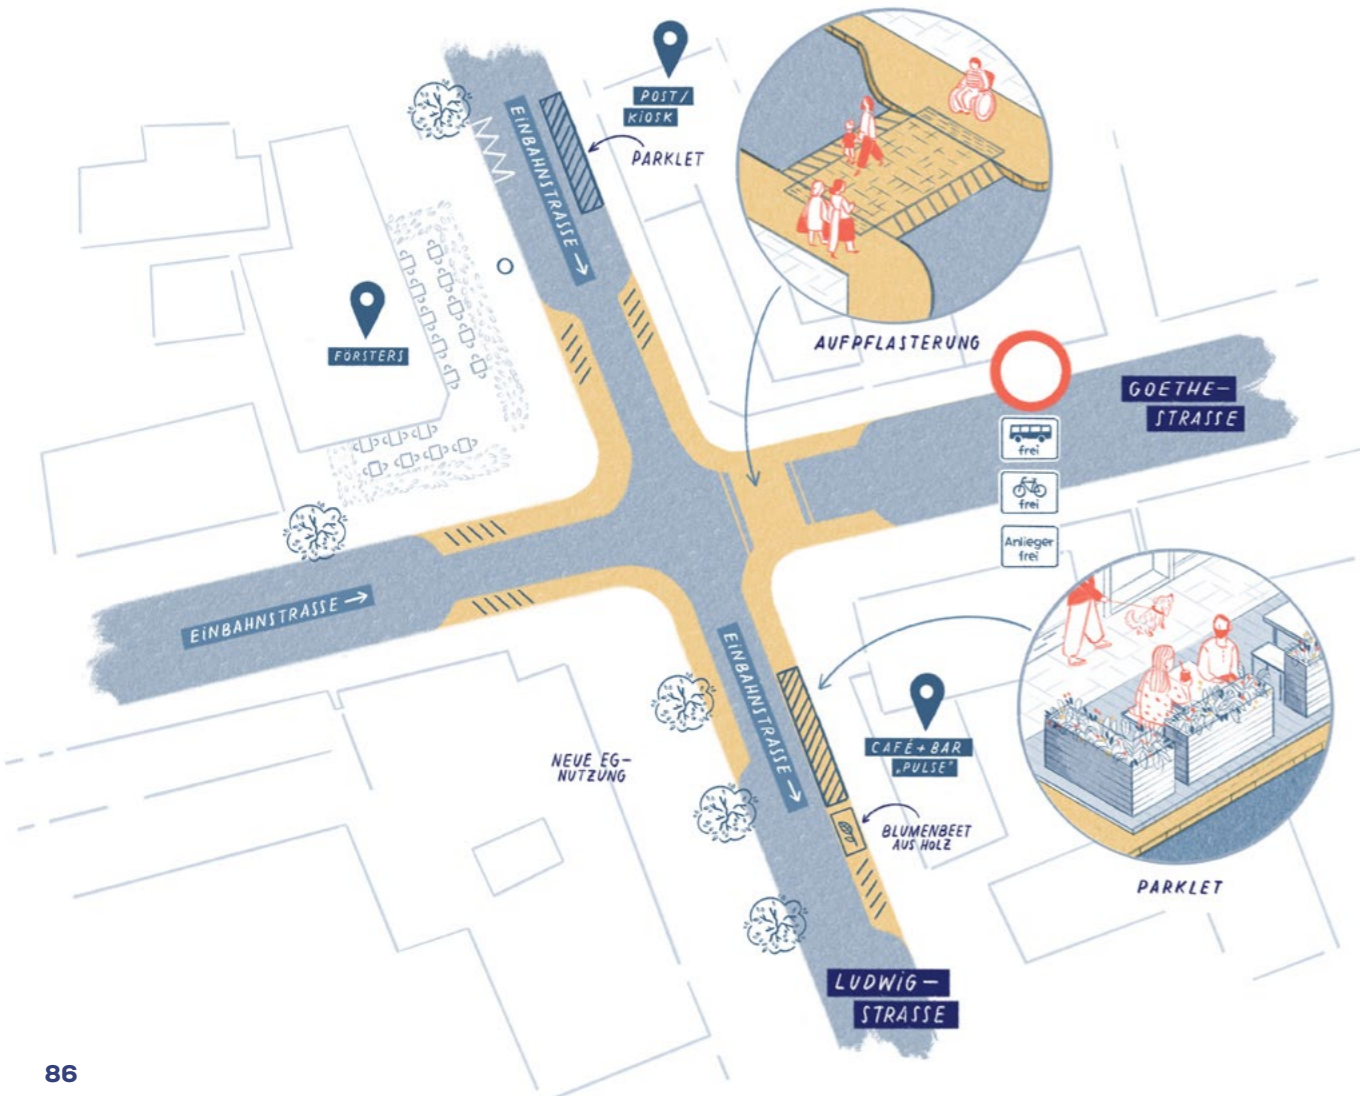 POST/
KIOSK
PARKLET
EINBAHNSTRASSE →
FÖRSTERS
AUFPFLASTERUNG
GOETHE-
STRASSE
frei
frei
Anlieger
frei
EINBAHNSTRASSE →
EINBAHNSTRASSE →
NEUE EG-
NUTZUNG
CAFÉ + BAR
„PULSE"
BLUMENBEET
AUS HOLZ
PARKLET
LUDWIG-
STRASSE
86